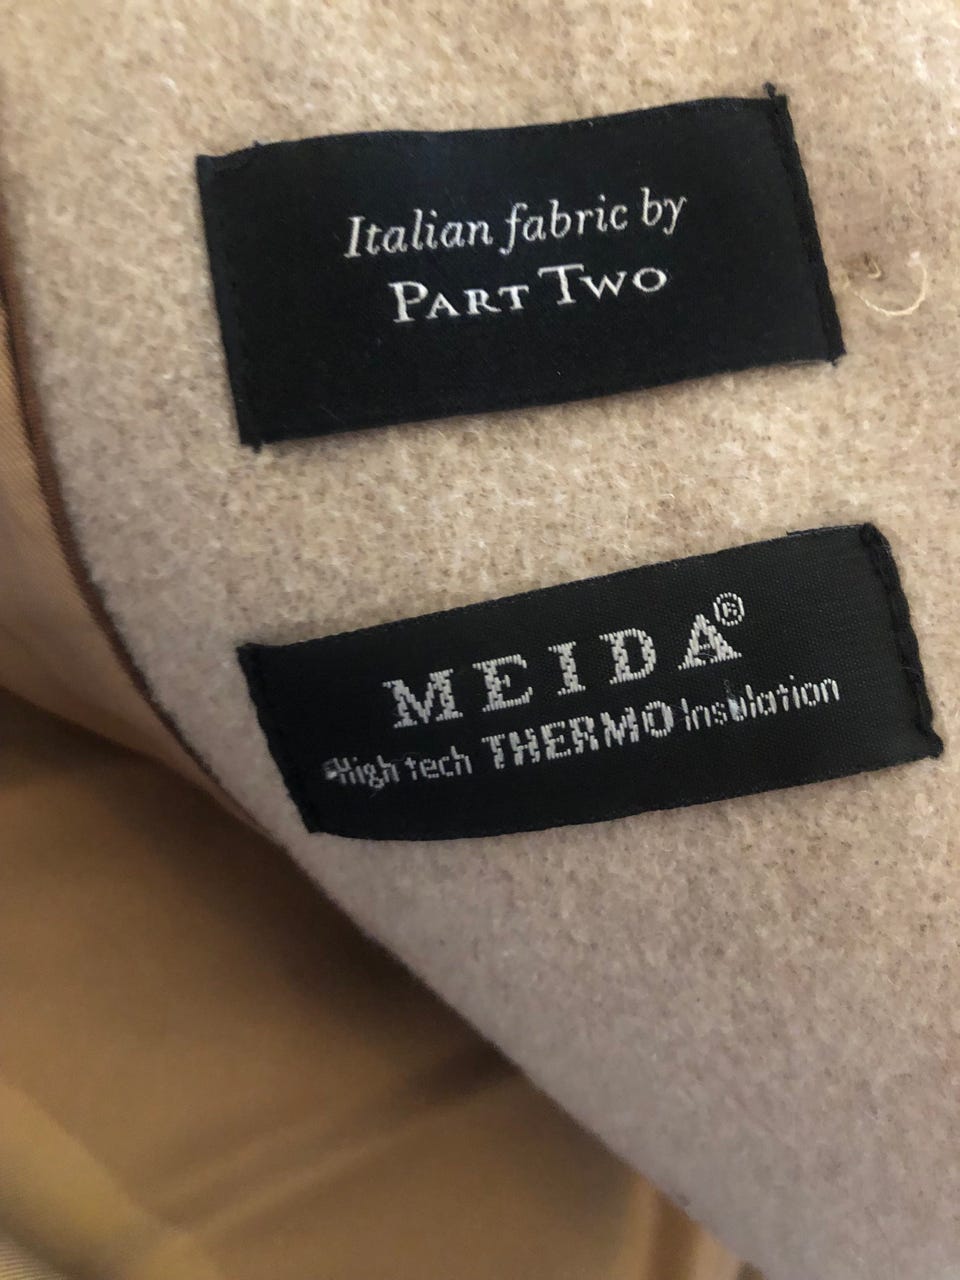 Italian fabric by
PART TWO
MEIDA®
High tech THERMO Insulation